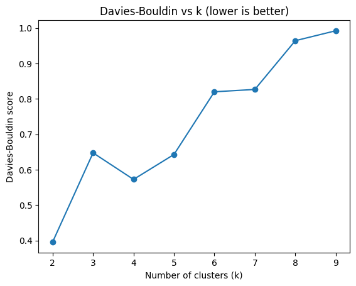 Davies-Bouldin vs k (lower is better)
Davies-Bouldin score
1.0
0.9
0.8
0.7
0.6
0.5
0.4
2 3 4 5 6 7 8 9
Number of clusters (k)